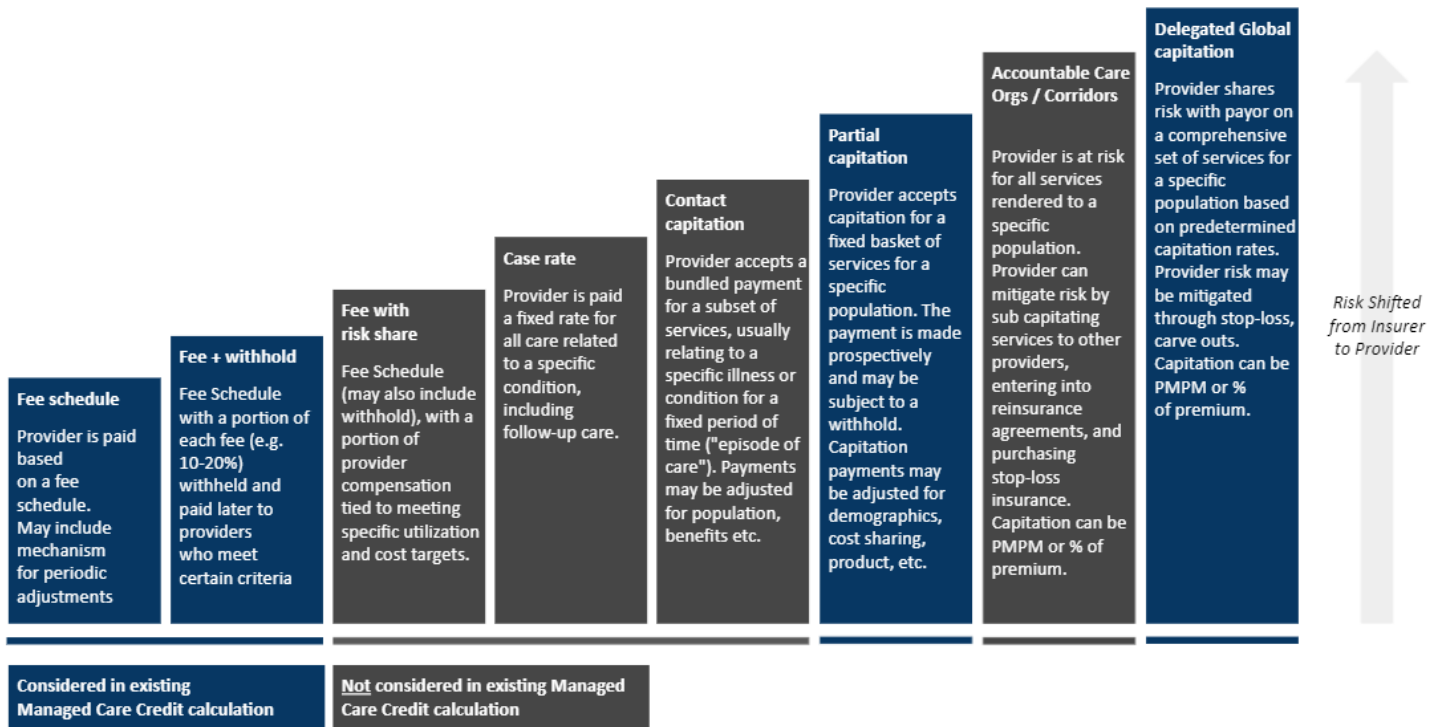 Fee schedule
Provider is paid
based
on a fee
schedule.
May include
mechanism
for periodic
adjustments
Fee + withhold
Fee Schedule
with a portion of
each fee (e.g.
10-20%)
withheld and
paid later to
providers
who meet
certain criteria
Fee with
risk share
Fee Schedule
(may also include
withhold), with a
portion of
provider
compensation
tied to meeting
specific utilization
and cost targets.
Case rate
Provider is paid
a fixed rate for
all care related
to a specific
condition,
including
follow-up care.
Contact
capitation
Provider accepts a
bundled payment
for a subset of
services, usually
relating to a
specific illness or
condition for a
fixed period of
time ("episode of
care"). Payments
may be adjusted
for population,
benefits etc.
Partial
capitation
Provider accepts
capitation for a
fixed basket of
services for a
specific
population. The
payment is made
prospectively
and may be
subject to a
withhold.
Capitation
payments may
be adjusted for
demographics,
cost sharing,
product, etc.
Accountable Care
Orgs / Corridors
Provider is at risk
for all services
rendered to a
specific
population.
Provider can
mitigate risk by
sub capitating
services to other
providers,
entering into
reinsurance
agreements, and
purchasing
stop-loss
insurance.
Capitation can be
PMPM or % of
premium.
Delegated Global
capitation
Provider shares
risk with payor on
a comprehensive
set of services for
a specific
population based
on predetermined
capitation rates.
Provider risk may
be mitigated
through stop-loss,
carve outs.
Capitation can be
PMPM or %
of premium.
Risk Shifted
from Insurer
to Provider
Considered in existing
Managed Care Credit calculation
Not considered in existing Managed
Care Credit calculation